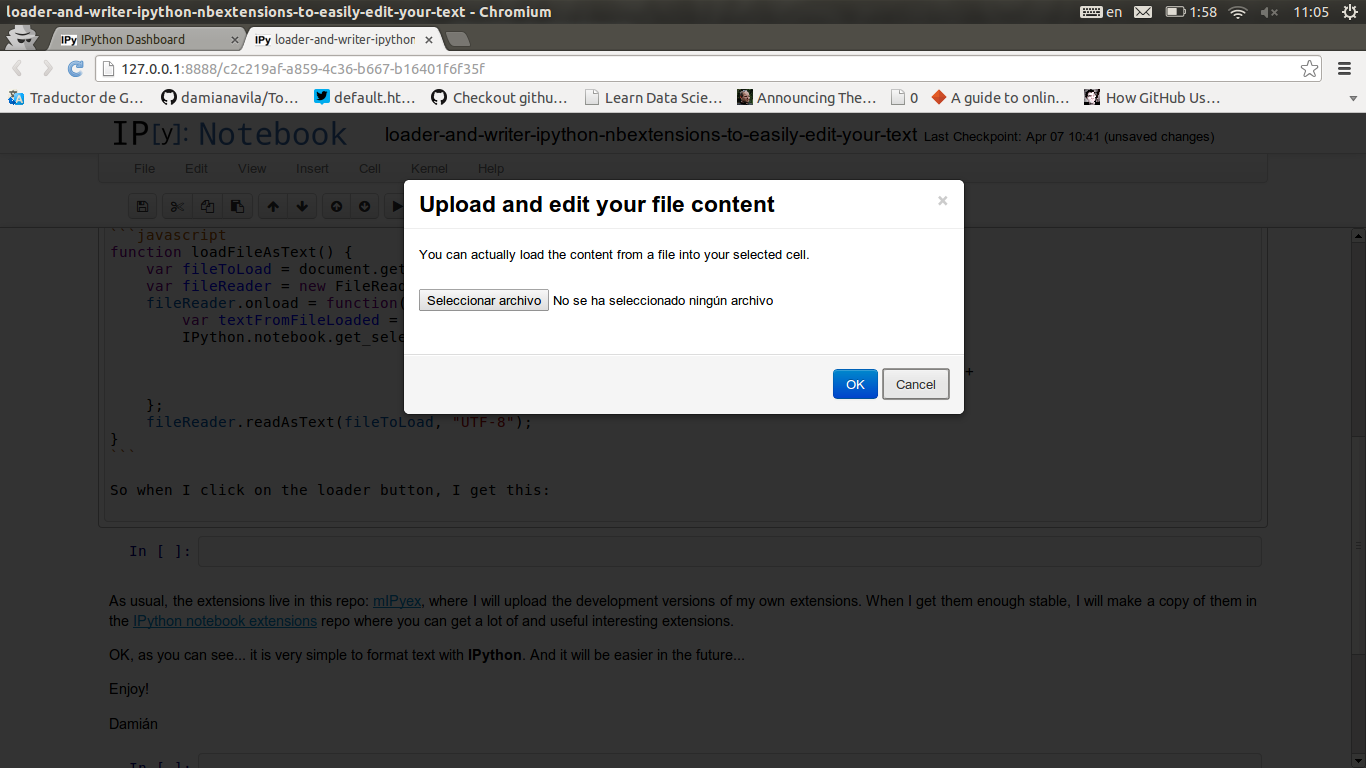 loader-and-writer-ipython-nbextensions-to-easily-edit-your-text - Chromium
en 1:58 11:05
IPy IPython Dashboard × IPy loader-and-writer-ipython ×
127.0.0.1:8888/c2c219af-a859-4c36-b667-b16401f6f35f
Traductor de G… damianavila/To… default.ht… Checkout githu… Learn Data Scie… Announcing The… 0 A guide to onlin… How GitHub Us…
IP[y]: Notebook loader-and-writer-ipython-nbextensions-to-easily-edit-your-text Last Checkpoint: Apr 07 10:41 (unsaved changes)
File Edit View Insert Cell Kernel Help
Upload and edit your file content ×
You can actually load the content from a file into your selected cell.
Seleccionar archivo No se ha seleccionado ningún archivo
OK Cancel
```javascript
function loadFileAsText() {
var fileToLoad = document.get
var fileReader = new FileRead
fileReader.onload = function(
var textFromFileLoaded =
IPython.notebook.get_sele
+
};
fileReader.readAsText(fileToLoad, "UTF-8");
}
```
So when I click on the loader button, I get this:
In [ ]:
As usual, the extensions live in this repo: mIPyex, where I will upload the development versions of my own extensions. When I get them enough stable, I will make a copy of them in
the IPython notebook extensions repo where you can get a lot of and useful interesting extensions.
OK, as you can see... it is very simple to format text with IPython. And it will be easier in the future...
Enjoy!
Damián
In [ ]: